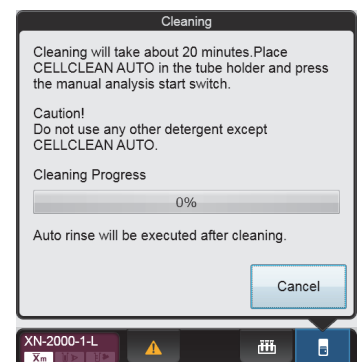 Cleaning
Cleaning will take about 20 minutes.Place
CELLCLEAN AUTO in the tube holder and press
the manual analysis start switch.
Caution!
Do not use any other detergent except
CELLCLEAN AUTO.
Cleaning Progress
0%
Auto rinse will be executed after cleaning.
Cancel
XN-2000-1-L
Xm